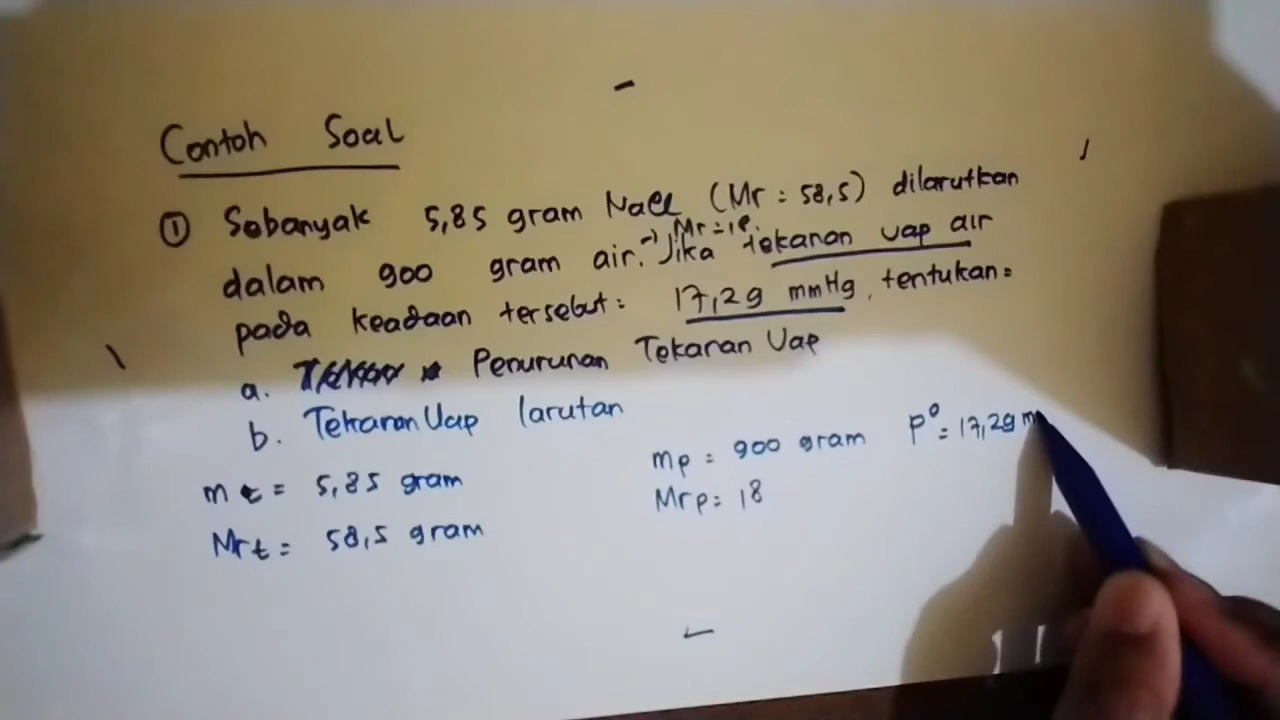 Contoh Soal
① Sebanyak 5,85 gram NaCl (Mr = 58,5) dilarutkan
dalam 900 gram air. → Mr = 18. Jika tekanan uap air
pada keadaan tersebut = 17,29 mmHg, tentukan =
a. Penurunan Tekanan Uap
b. Tekanan Uap larutan
mt = 5,85 gram
Mrt = 58,5 gram
mp = 900 gram
Mrp = 18
P° = 17,29 m